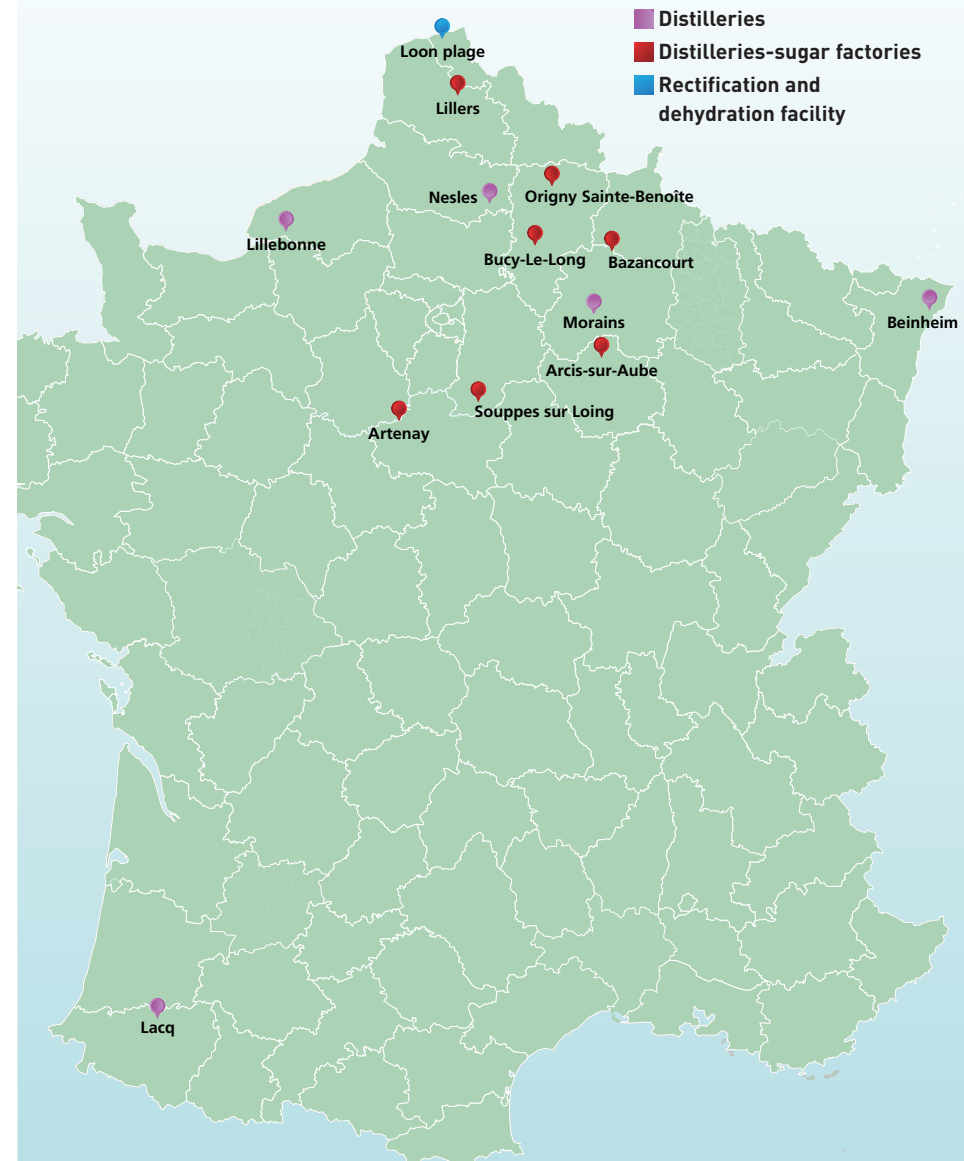 Distilleries
Distilleries-sugar factories
Rectification and
dehydration facility
Loon plage
Lillers
Nesles
Origny Sainte-Benoîte
Lillebonne
Bucy-Le-Long
Bazancourt
Morains
Beinheim
Arcis-sur-Aube
Souppes sur Loing
Artenay
Lacq